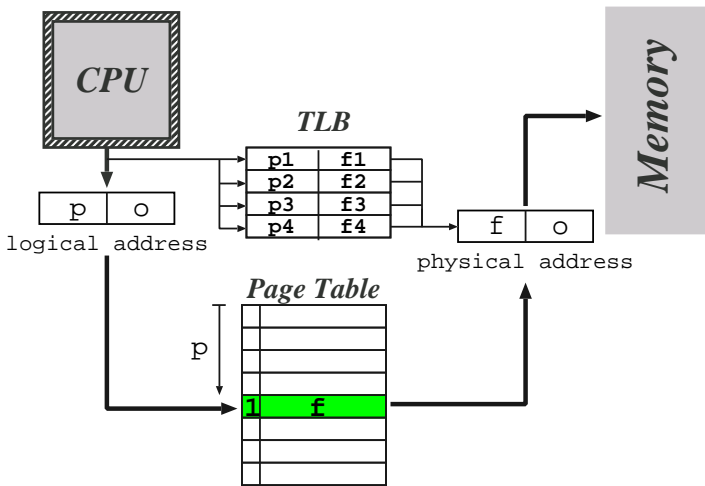 CPU
Memory
TLB
p1 f1
p2 f2
p3 f3
p4 f4
p o
logical address
f o
physical address
Page Table
p
1 f